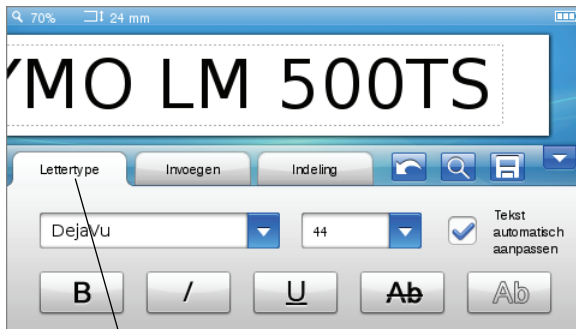 70% 24 mm
YMO LM 500TS
Lettertype Invoegen Indeling
DejaVu 44 Tekst
automatisch
aanpassen
B I U Ab Ab